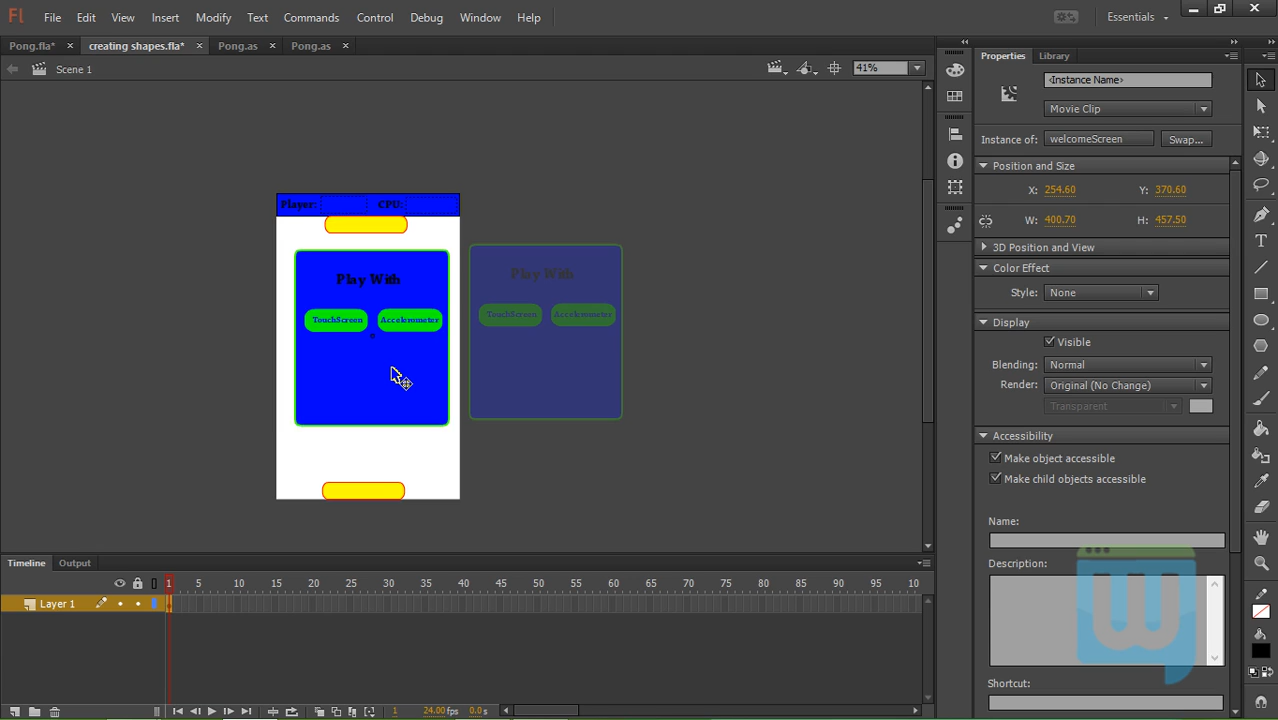 Fl File Edit View Insert Modify Text Commands Control Debug Window Help Essentials
Pong.fla* × creating shapes.fla* × Pong.as × Pong.as ×
Scene 1 41%
Properties Library
<Instance Name>
Movie Clip
Instance of: welcomeScreen Swap...
Position and Size
X: 254.60 Y: 370.60
W: 400.70 H: 457.50
3D Position and View
Color Effect
Style: None
Display
Visible
Blending: Normal
Render: Original (No Change)
Transparent
Accessibility
Make object accessible
Make child objects accessible
Name:
Description:
Shortcut:
Player: CPU:
Play With
TouchScreen Accelerometer
Play With
TouchScreen Accelerometer
Timeline Output
1 5 10 15 20 25 30 35 40 45 50 55 60 65 70 75 80 85 90 95 10
Layer 1
1 24.00 fps 0.0 s